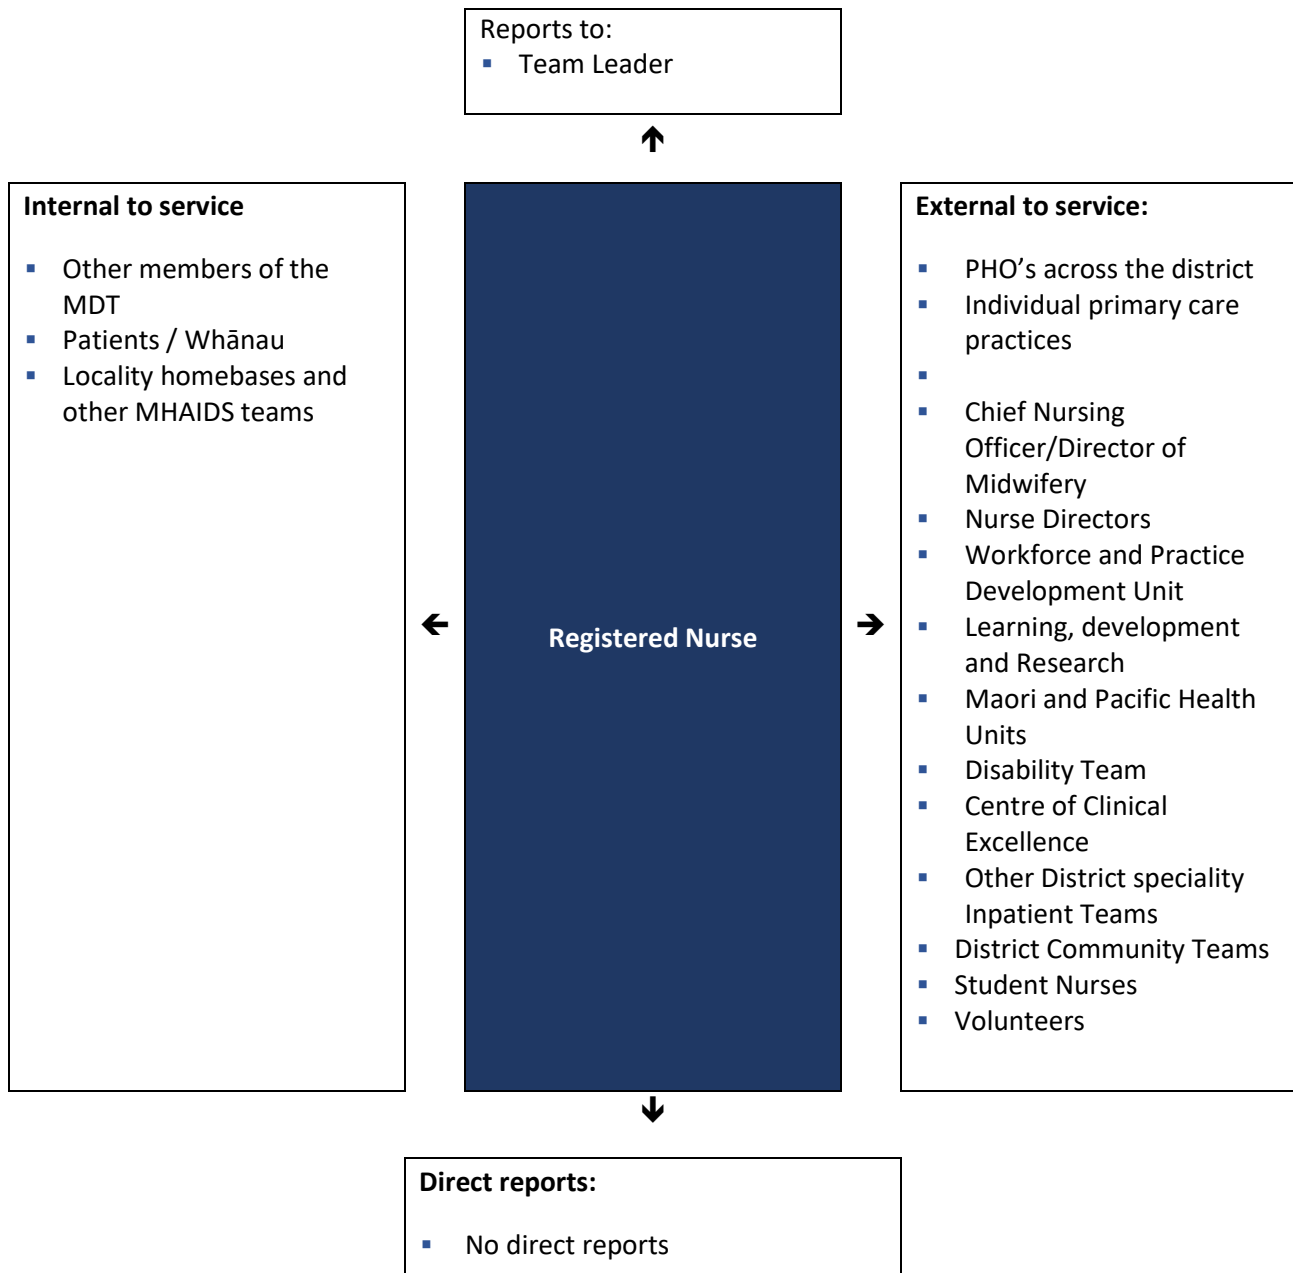 Reports to:
▪ Team Leader
Internal to service
▪ Other members of the
MDT
▪ Patients / Whānau
▪ Locality homebases and
other MHAIDS teams
Registered Nurse
External to service:
▪ PHO’s across the district
▪ Individual primary care
practices
▪
▪ Chief Nursing
Officer/Director of
Midwifery
▪ Nurse Directors
▪ Workforce and Practice
Development Unit
▪ Learning, development
and Research
▪ Maori and Pacific Health
Units
▪ Disability Team
▪ Centre of Clinical
Excellence
▪ Other District speciality
Inpatient Teams
▪ District Community Teams
▪ Student Nurses
▪ Volunteers
Direct reports:
▪ No direct reports